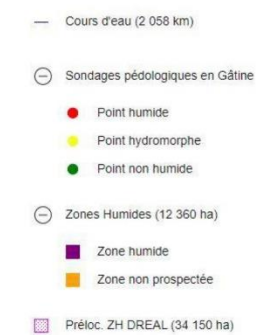 Cours d'eau (2 058 km)
Sondages pédologiques en Gâtine
Point humide
Point hydromorphe
Point non humide
Zones Humides (12 360 ha)
Zone humide
Zone non prospectée
Préloc. ZH DREAL (34 150 ha)